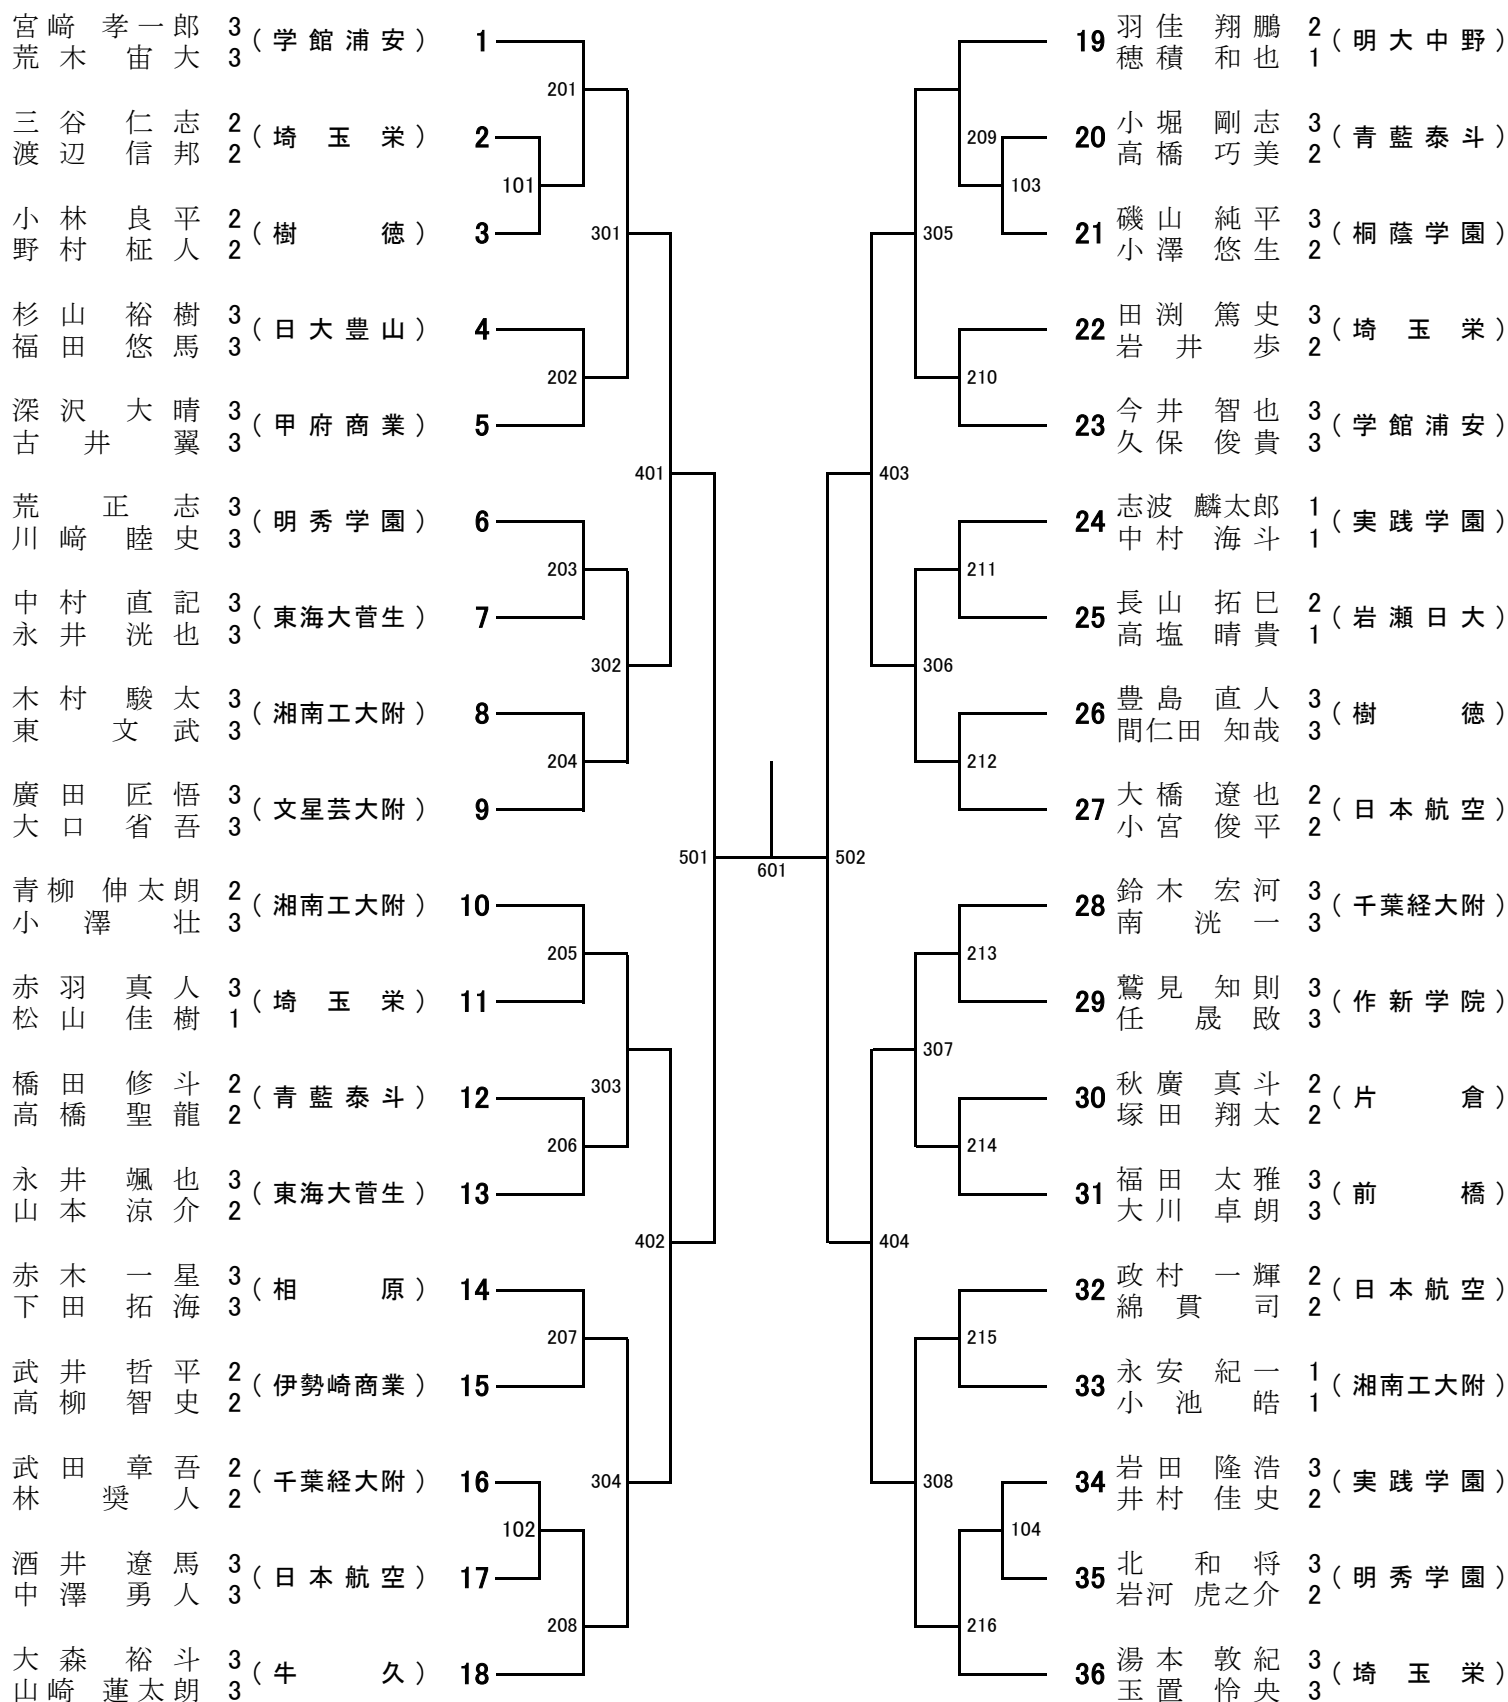 宮﨑 孝一郎 3
荒木 宙大 3
(学館浦安) 1
三谷 仁志 2
渡辺 信邦 2
(埼玉栄) 2
小林 良平 2
野村 柾人 2
(樹徳) 3
杉山 裕樹 3
福田 悠馬 3
(日大豊山) 4
深沢 大晴 3
古井 翼 3
(甲府商業) 5
荒 正志 3
川﨑 睦史 3
(明秀学園) 6
中村 直記 3
永井 洸也 3
(東海大菅生) 7
木村 駿太 3
東 文武 3
(湘南工大附) 8
廣田 匠悟 3
大口 省吾 3
(文星芸大附) 9
青柳 伸太朗 2
小澤 壮 3
(湘南工大附) 10
赤羽 真人 3
松山 佳樹 1
(埼玉栄) 11
橋田 修斗 2
高橋 聖龍 2
(青藍泰斗) 12
永井 颯也 3
山本 涼介 2
(東海大菅生) 13
赤木 一星 3
下田 拓海 3
(相原) 14
武井 哲平 2
高柳 智史 2
(伊勢崎商業) 15
武田 章吾 2
林 奨人 2
(千葉経大附) 16
酒井 遼馬 3
中澤 勇人 3
(日本航空) 17
大森 裕斗 3
山崎 蓮太朗 3
(牛久) 18
101
102
201
202
203
204
205
206
207
208
301
302
303
304
401
402
501
601
502
403
404
305
306
307
308
209
210
211
212
213
214
215
216
103
104
19 羽佳 翔鵬 2
穂積 和也 1
(明大中野)
20 小堀 剛志 3
高橋 巧美 2
(青藍泰斗)
21 磯山 純平 3
小澤 悠生 2
(桐蔭学園)
22 田渕 篤史 3
岩井 歩 2
(埼玉栄)
23 今井 智也 3
久保 俊貴 3
(学館浦安)
24 志波 麟太郎 1
中村 海斗 1
(実践学園)
25 長山 拓巳 2
高塩 晴貴 1
(岩瀬日大)
26 豊島 直人 3
間仁田 知哉 3
(樹徳)
27 大橋 遼也 2
小宮 俊平 2
(日本航空)
28 鈴木 宏河 3
南 洸一 3
(千葉経大附)
29 鷲見 知則 3
任 晟敃 3
(作新学院)
30 秋廣 真斗 2
塚田 翔太 2
(片倉)
31 福田 太雅 3
大川 卓朗 3
(前橋)
32 政村 一輝 2
綿貫 司 2
(日本航空)
33 永安 紀一 1
小池 皓 1
(湘南工大附)
34 岩田 隆浩 3
井村 佳史 2
(実践学園)
35 北 和将 3
岩河 虎之介 2
(明秀学園)
36 湯本 敦紀 3
玉置 怜央 3
(埼玉栄)